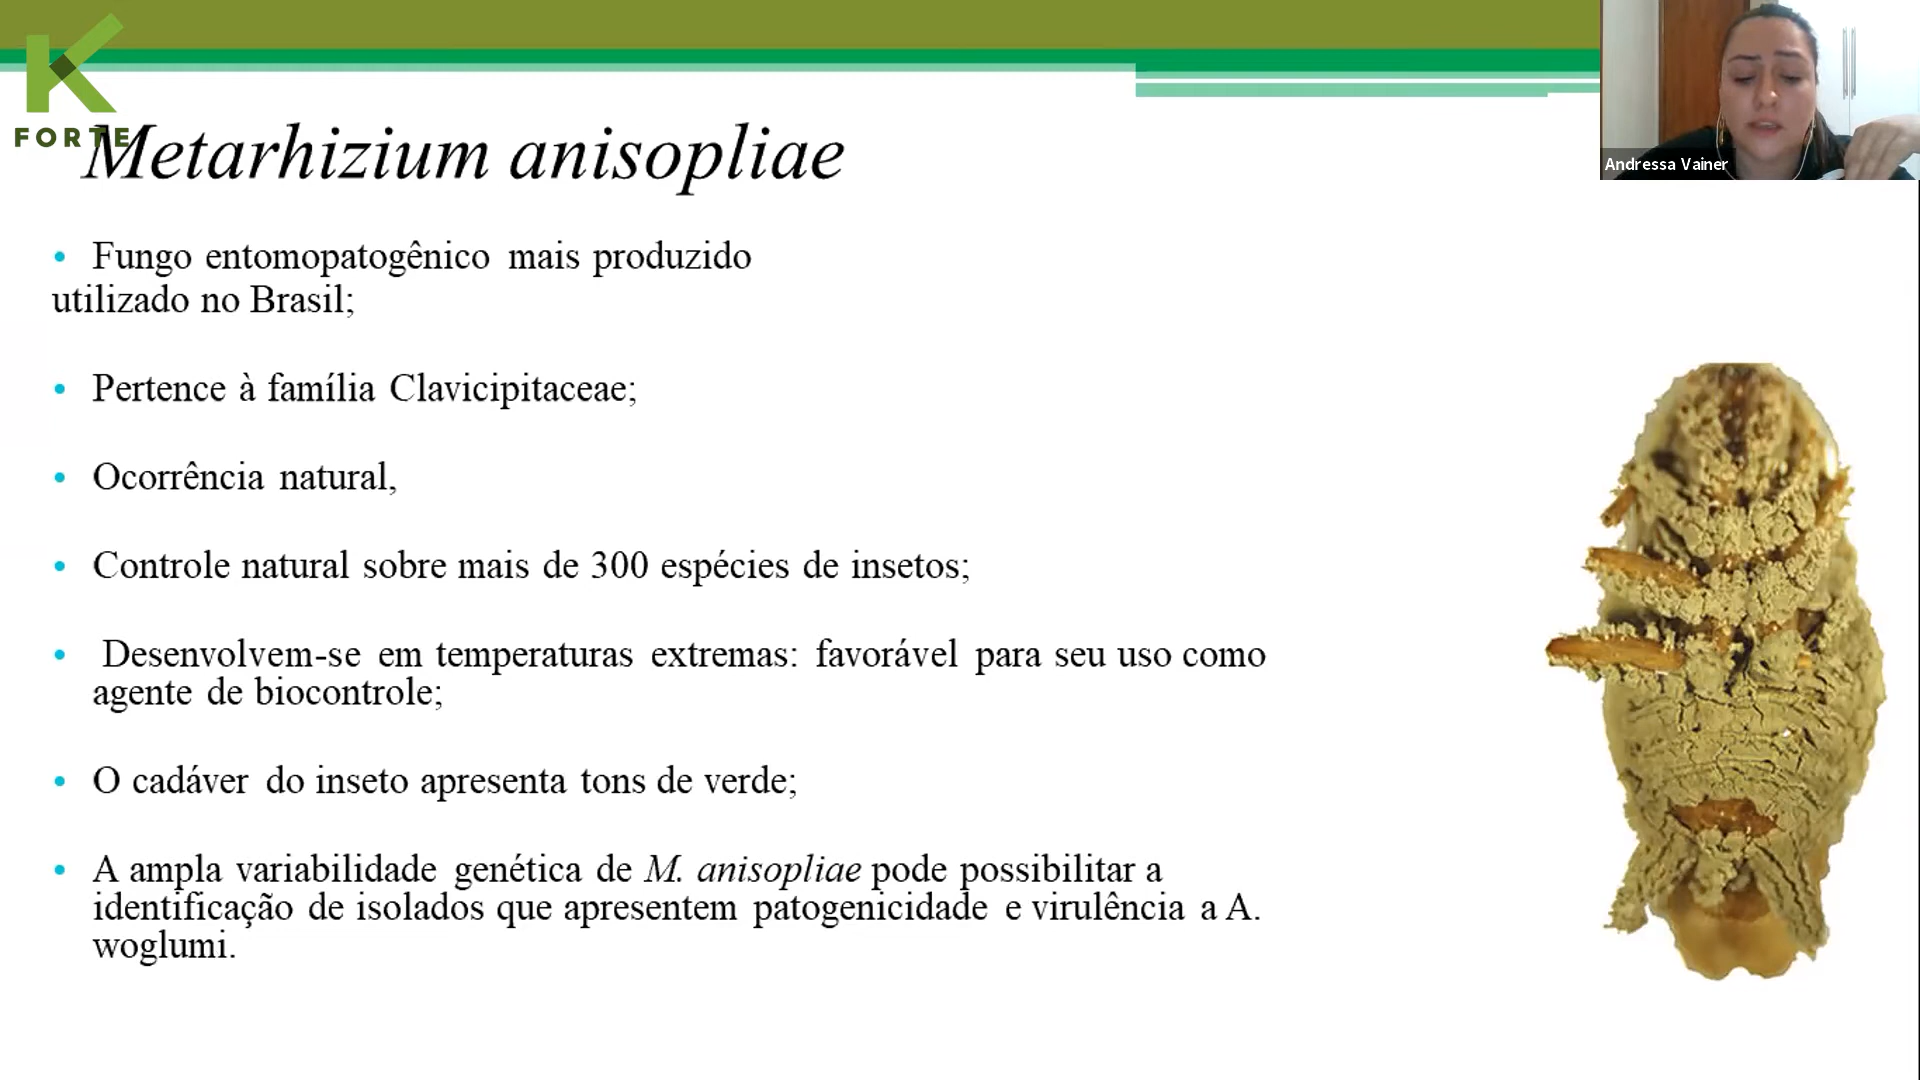 FORTE
Metarhizium anisopliae
Andressa Vainer
• Fungo entomopatogênico mais produzido
utilizado no Brasil;
• Pertence à família Clavicipitaceae;
• Ocorrência natural,
• Controle natural sobre mais de 300 espécies de insetos;
• Desenvolvem-se em temperaturas extremas: favorável para seu uso como
agente de biocontrole;
• O cadáver do inseto apresenta tons de verde;
• A ampla variabilidade genética de M. anisopliae pode possibilitar a
identificação de isolados que apresentem patogenicidade e virulência a A.
woglumi.